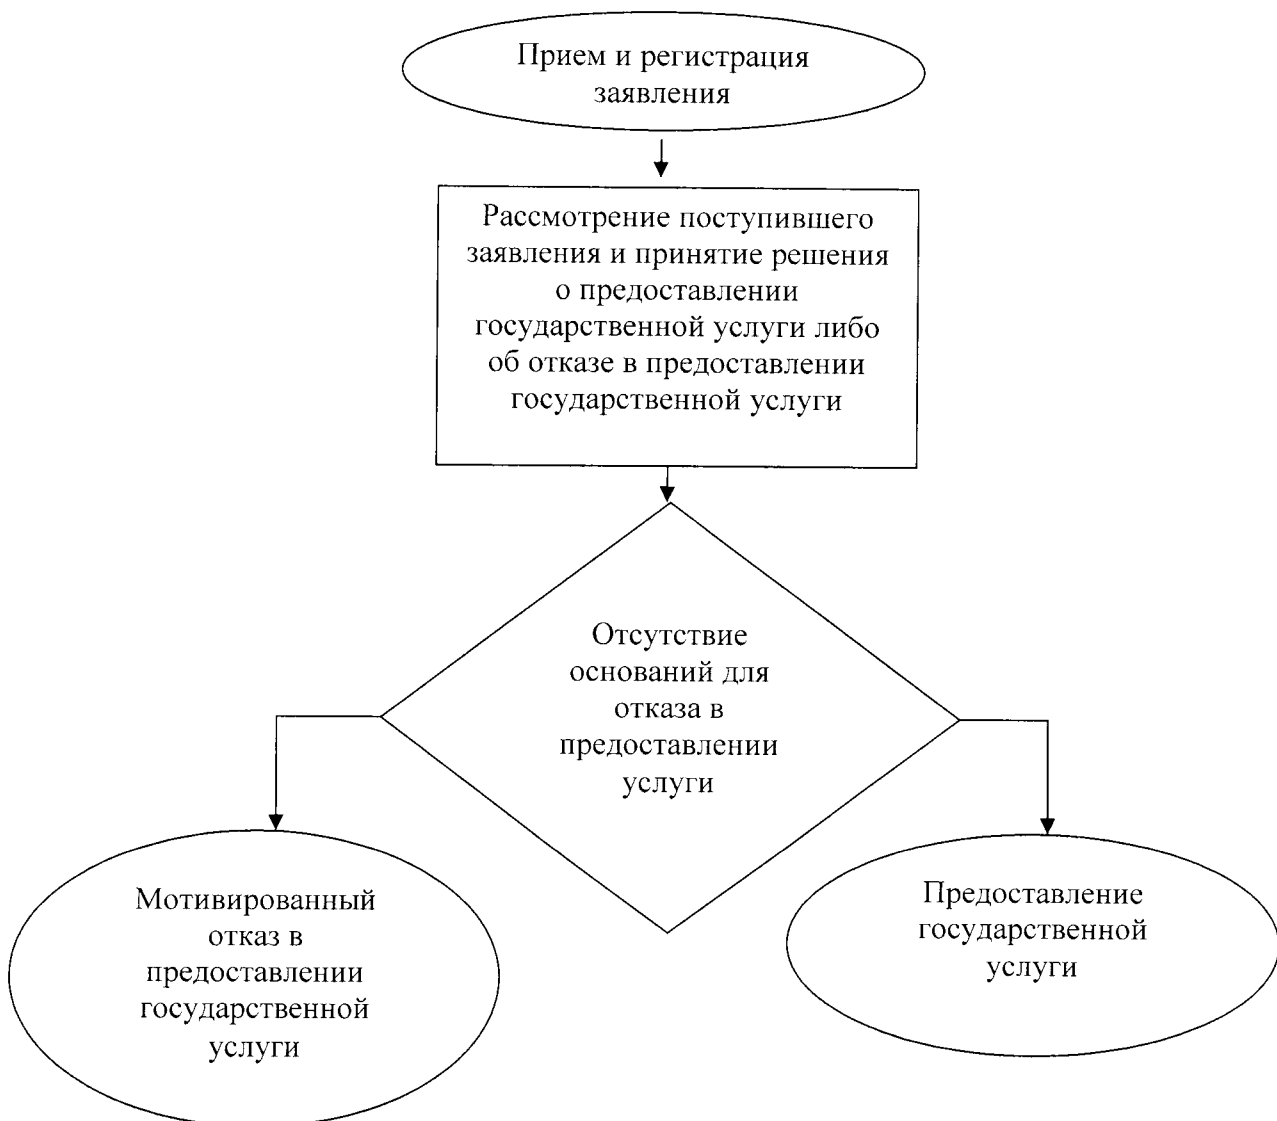 Прием и регистрация
заявления
Рассмотрение поступившего
заявления и принятие решения
о предоставлении
государственной услуги либо
об отказе в предоставлении
государственной услуги
Отсутствие
оснований для
отказа в
предоставлении
услуги
Мотивированный
отказ в
предоставлении
государственной
услуги
Предоставление
государственной
услуги